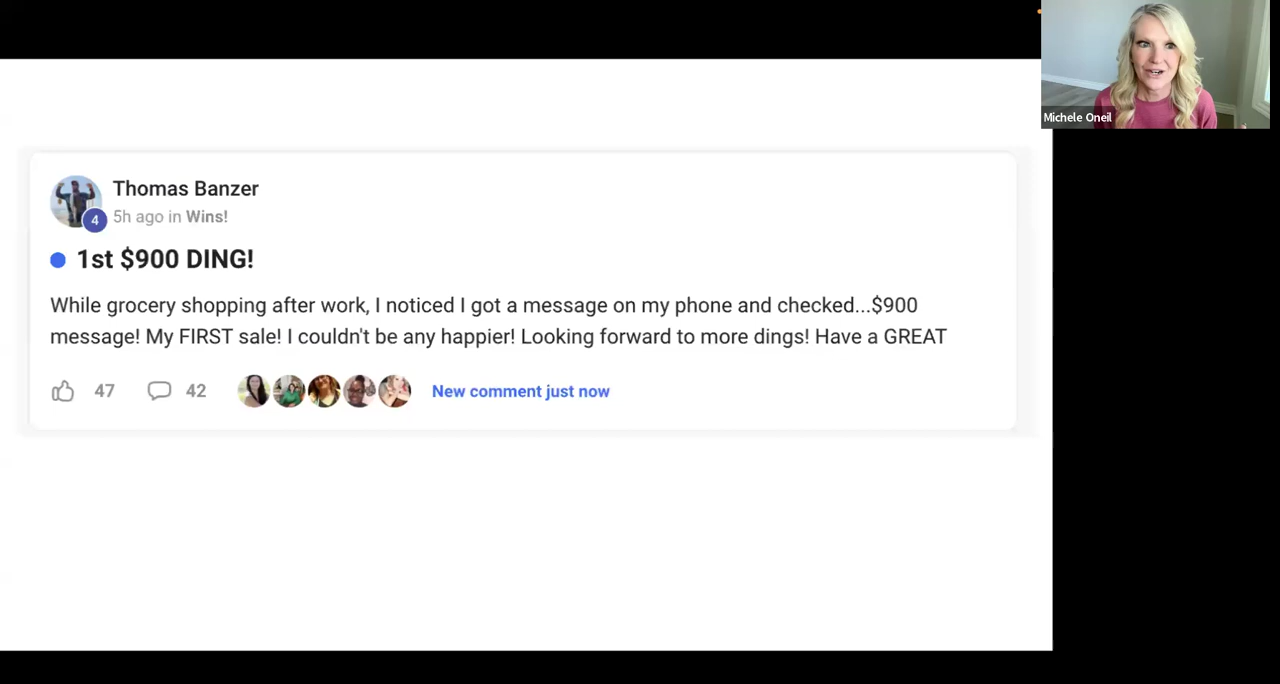 Michele Oneil
Thomas Banzer
4
5h ago in Wins!
1st $900 DING!
While grocery shopping after work, I noticed I got a message on my phone and checked...$900
message! My FIRST sale! I couldn't be any happier! Looking forward to more dings! Have a GREAT
47 42 New comment just now